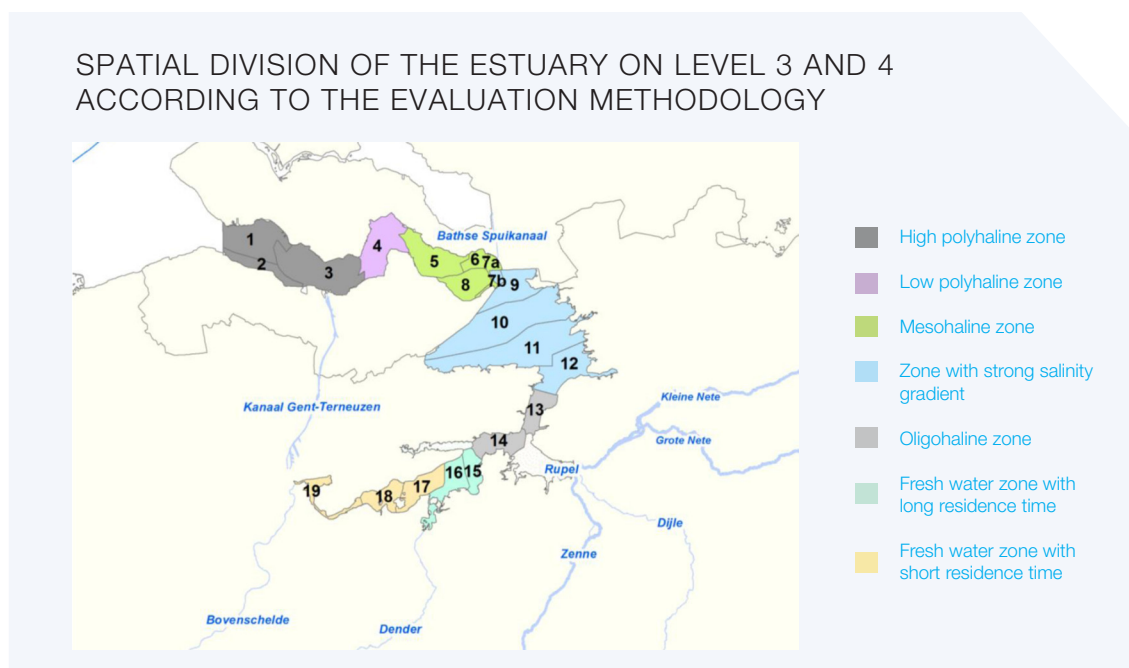 SPATIAL DIVISION OF THE ESTUARY ON LEVEL 3 AND 4
ACCORDING TO THE EVALUATION METHODOLOGY
1
2
3
4
5
6
7a
7b
8
9
10
11
12
13
14
15
16
17
18
19
Bathse Spuikanaal
Kanaal Gent-Terneuzen
Kleine Nete
Grote Nete
Rupel
Dijle
Zenne
Bovenschelde
Dender
High polyhaline zone
Low polyhaline zone
Mesohaline zone
Zone with strong salinity
gradient
Oligohaline zone
Fresh water zone with
long residence time
Fresh water zone with
short residence time